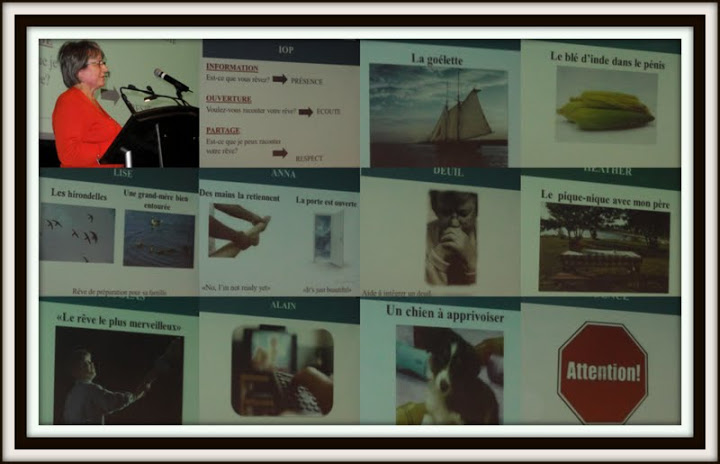 IOP
INFORMATION
Est-ce que vous rêvez?
PRÉSENCE
OUVERTURE
Voulez-vous raconter votre rêve?
ECOUTE
PARTAGE
Est-ce que je peux raconter
votre rêve?
RESPECT
La goélette
Le blé d'inde dans le pénis
LISE
Les hirondelles
Une grand-mère bien
entourée
Rêve de préparation pour sa famille
ANNA
Des mains la retiennent
La porte est ouverte
«No, I'm not ready yet»
«It's just beautiful»
DEUIL
Aide à intégrer un deuil
HEATHER
Le pique-nique avec mon père
«Le rêve le plus merveilleux»
ALAIN
Un chien à apprivoiser
Attention!